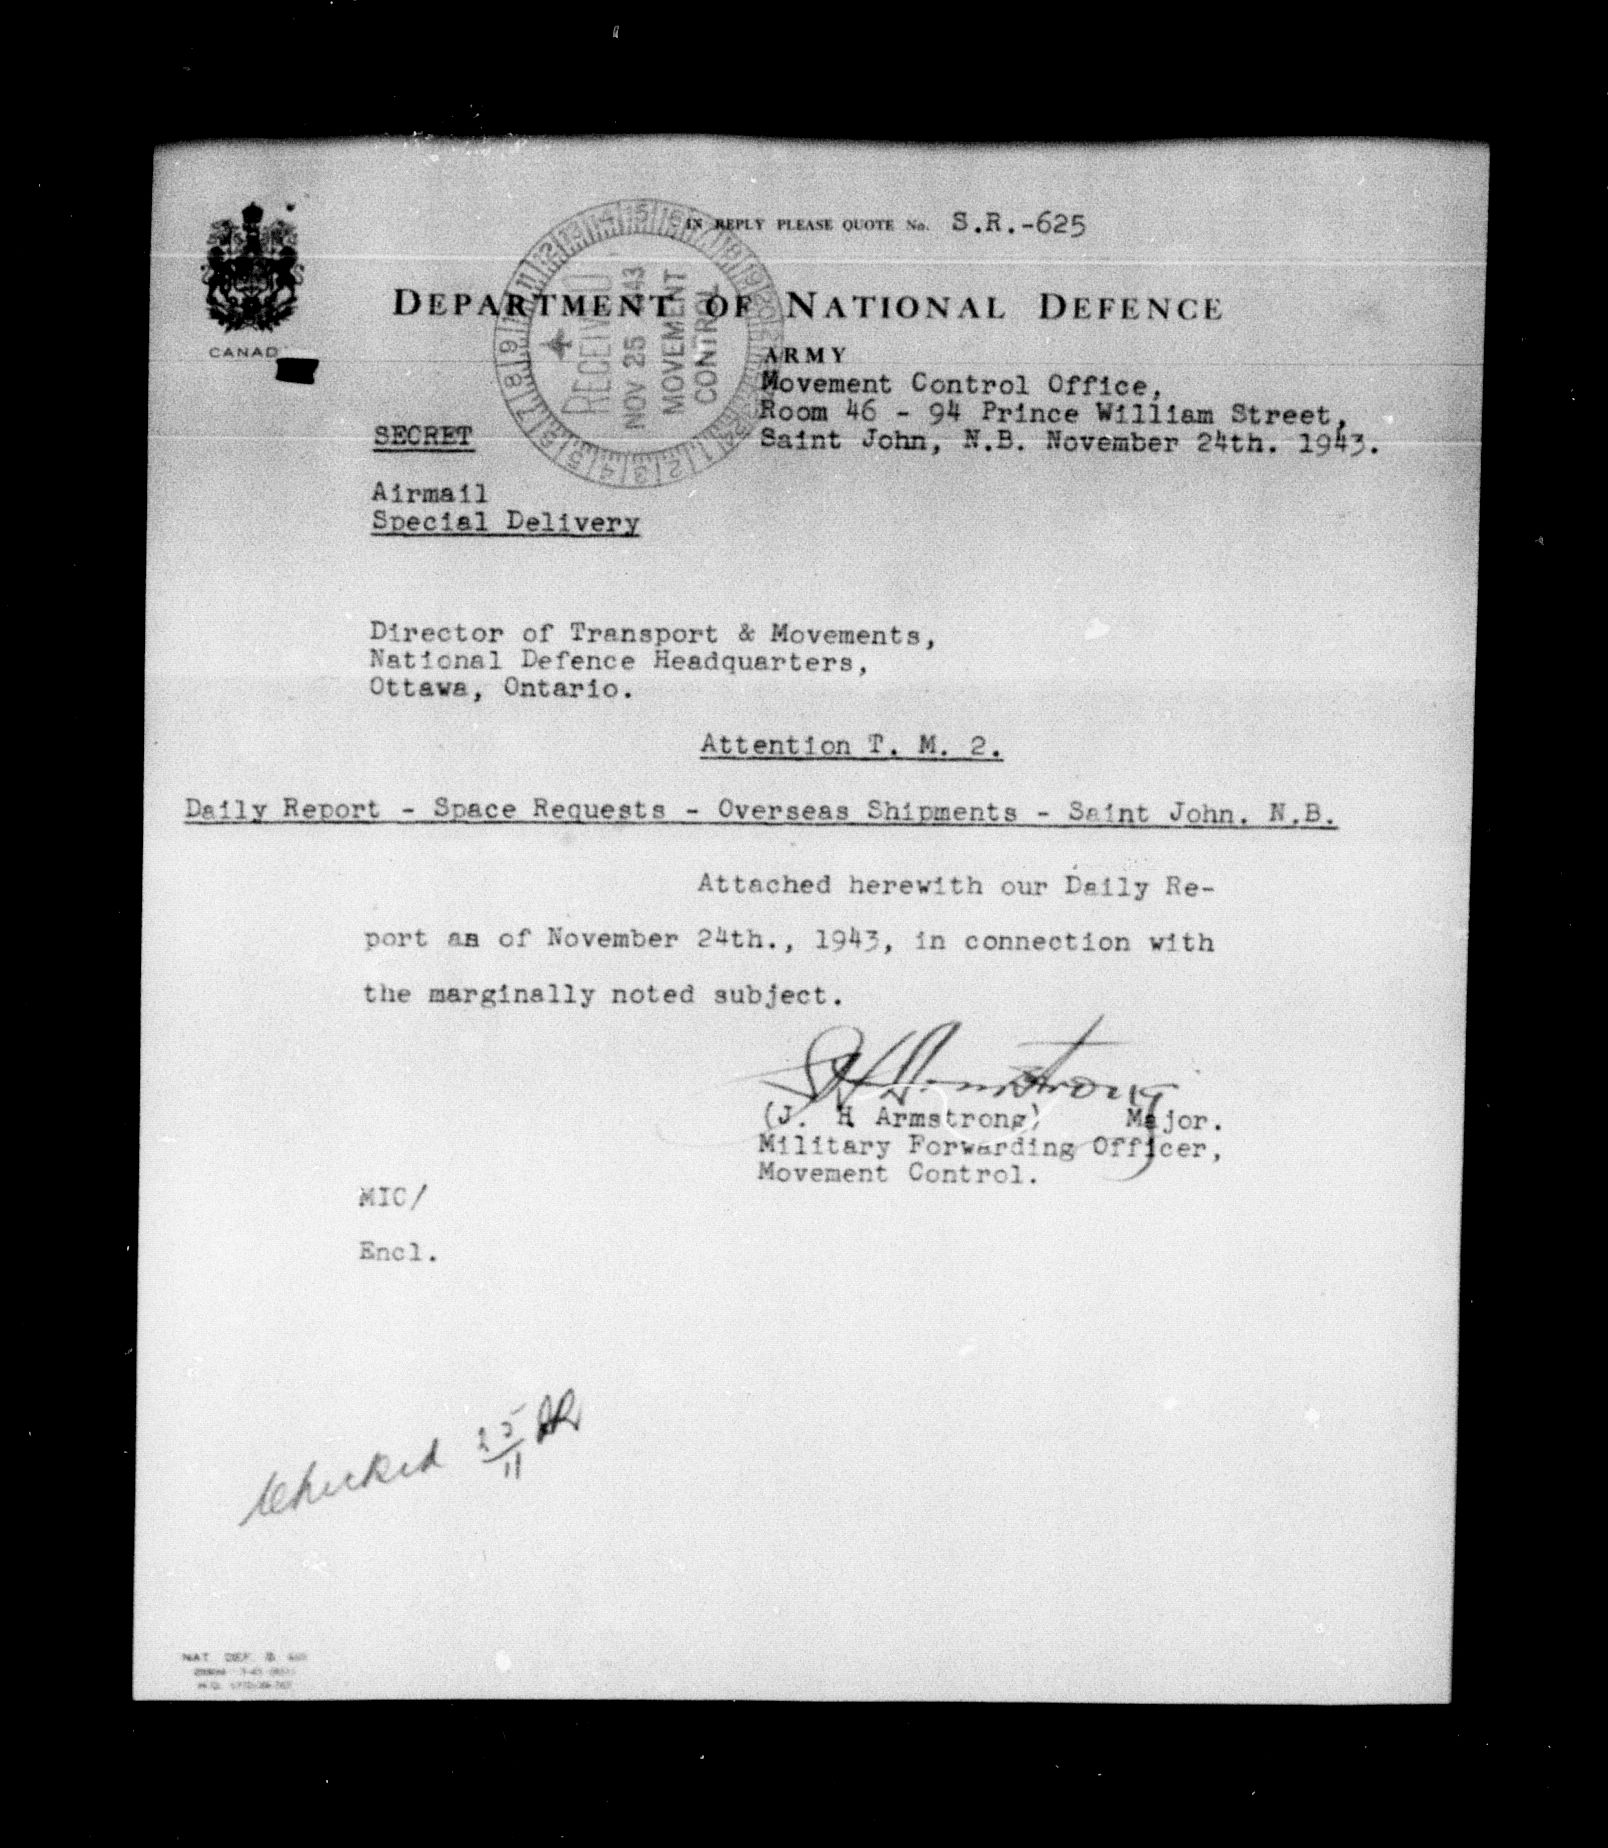 IN REPLY PLEASE QUOTE No. S.R.-625
DEPARTMENT OF NATIONAL DEFENCE
CANAD
ARMY
Movement Control Office,
Room 46 - 94 Prince William Street,
Saint John, N.B. November 24th. 1943.
RECEIVED
NOV 25 1943
MOVEMENT
CONTROL
SECRET
Airmail
Special Delivery
Director of Transport & Movements,
National Defence Headquarters,
Ottawa, Ontario.
Attention T. M. 2.
Daily Report - Space Requests - Overseas Shipments - Saint John. N.B.
Attached herewith our Daily Re-
port as of November 24th., 1943, in connection with
the marginally noted subject.
J H Armstrong
(J. H Armstrong) Major.
Military Forwarding Officer,
Movement Control.
MIC/
Encl.
Checked 25/11
NAT. DEF. B